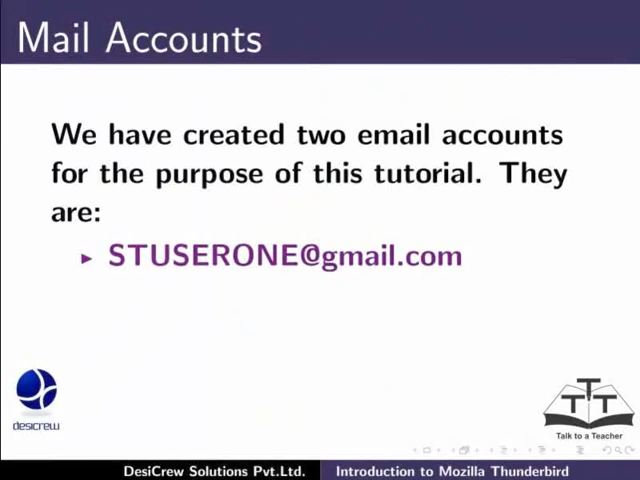 Mail Accounts
We have created two email accounts
for the purpose of this tutorial. They
are:
STUSERONE@gmail.com
desicrew
TTT
Talk to a Teacher
DesiCrew Solutions Pvt.Ltd.
Introduction to Mozilla Thunderbird